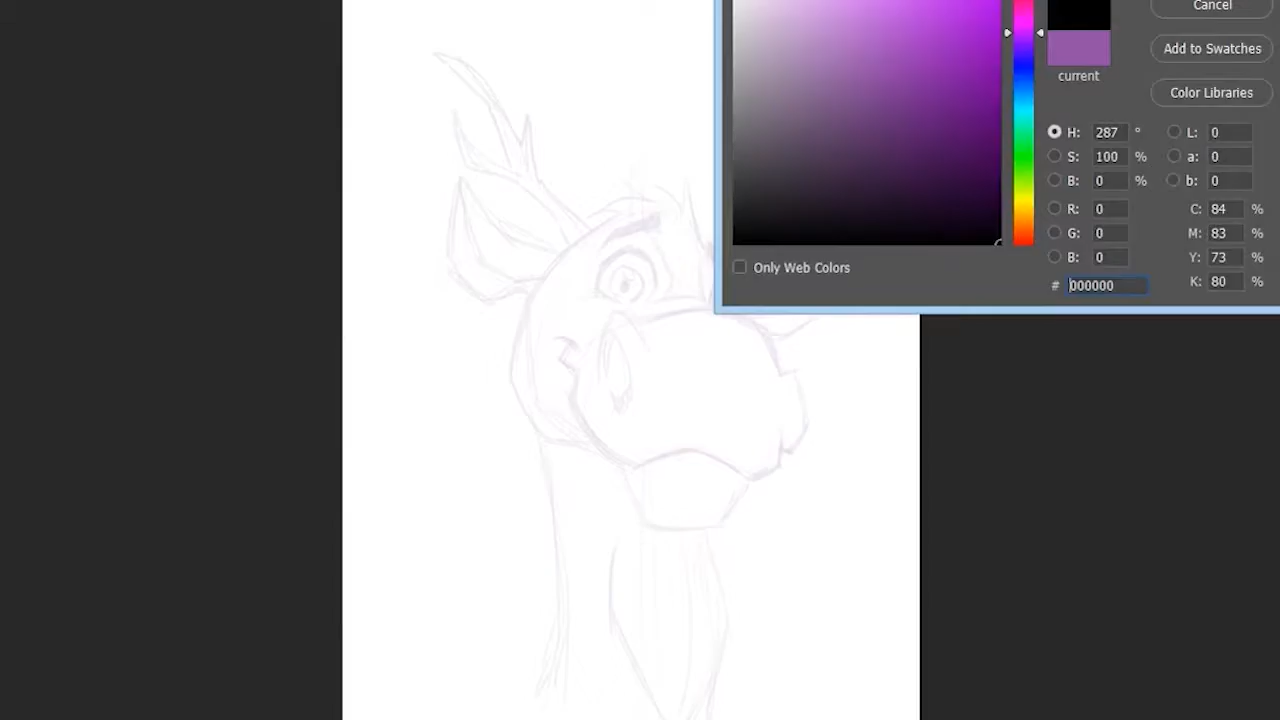 Cancel
Add to Swatches
current
Color Libraries
H: 287 ° L: 0
S: 100 % a: 0
B: 0 % b: 0
R: 0 C: 84 %
G: 0 M: 83 %
B: 0 Y: 73 %
Only Web Colors
# 000000 K: 80 %